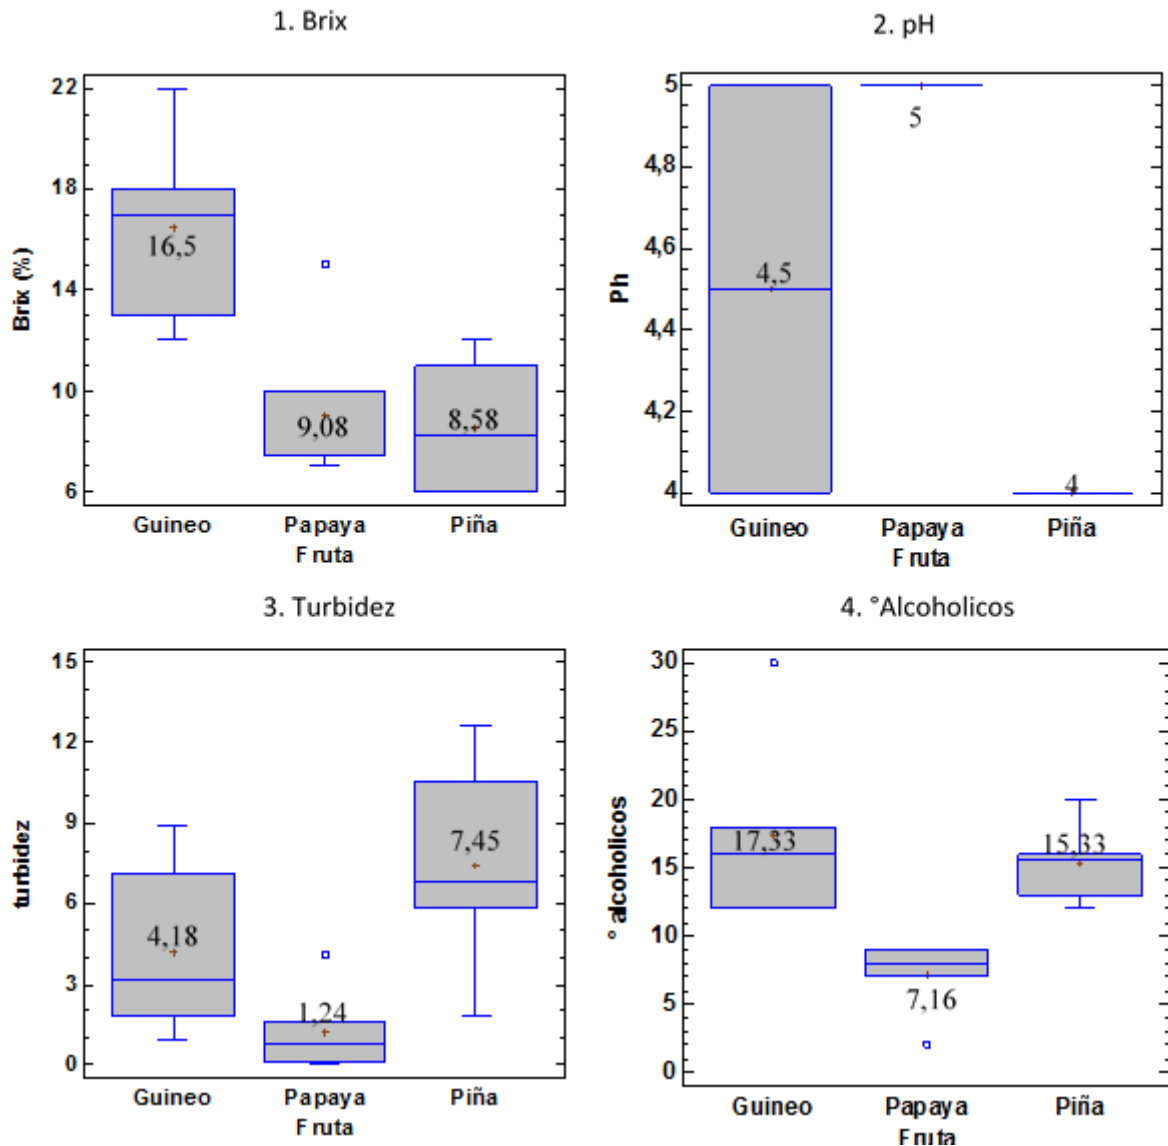 1. Brix
22
18
14
10
6
Brix (%)
16,5
9,08
8,58
Guineo Papaya Piña
Fruta
2. pH
5
4,8
4,6
4,4
4,2
4
Ph
4,5
5
4
Guineo Papaya Piña
Fruta
3. Turbidez
15
12
9
6
3
0
turbidez
4,18
1,24
7,45
Guineo Papaya Piña
Fruta
4. °Alcoholicos
30
25
20
15
10
5
0
° alcoholicos
17,33
7,16
15,33
Guineo Papaya Piña
Fruta